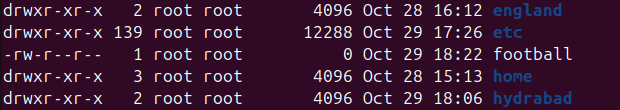 drwxr-xr-x   2 root root       4096 Oct 28 16:12 england
drwxr-xr-x 139 root root      12288 Oct 29 17:26 etc
-rw-r--r--   1 root root          0 Oct 29 18:22 football
drwxr-xr-x   3 root root       4096 Oct 28 15:13 home
drwxr-xr-x   2 root root       4096 Oct 29 18:06 hydrabad